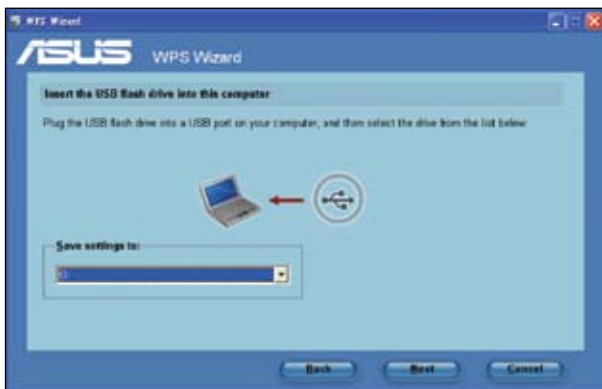 WPS Wizard
ASUS WPS Wizard
Insert the USB flash drive into this computer
Plug the USB flash drive into a USB port on your computer, and then select the drive from the list below.
Save settings to:
Back Next Cancel